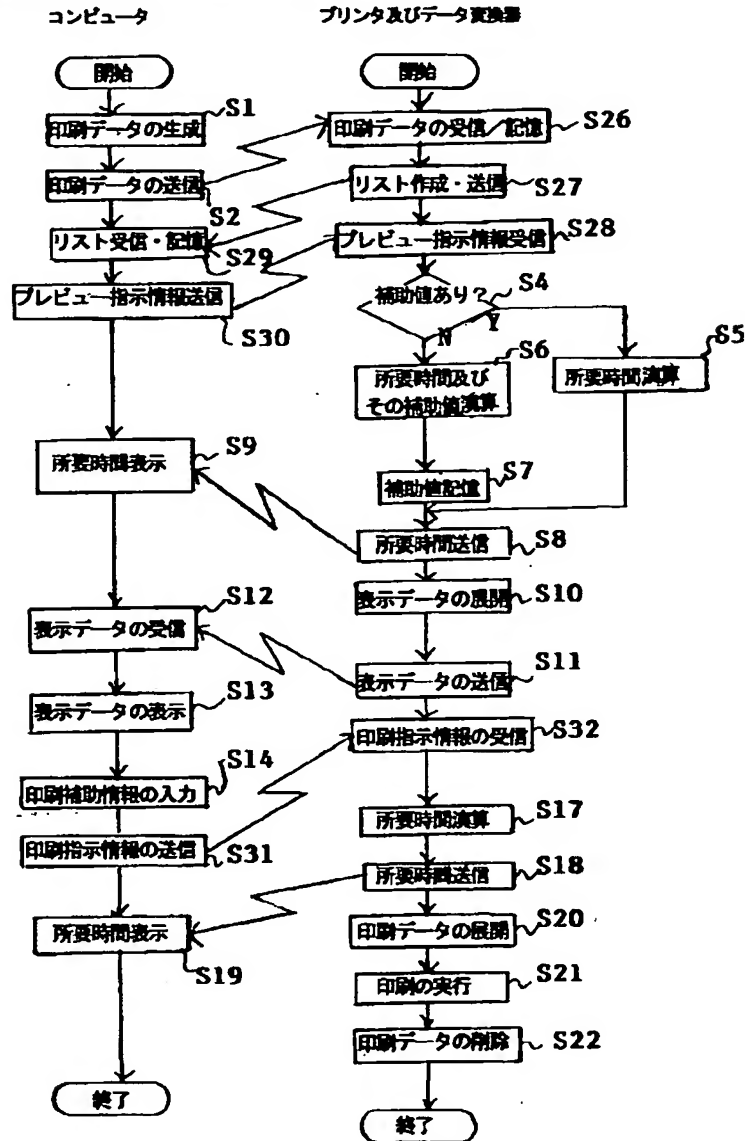 コンピュータ
プリンタ及びデータ変換器
開始
開始
S1
印刷データの生成
印刷データの受信/記憶
S26
印刷データの送信
S2
リスト作成・送信
S27
リスト受信・記憶
S29
プレビュー指示情報受信
S28
プレビュー指示情報送信
S30
補助値あり?
S4
N
Y
S5
所要時間演算
S6
所要時間及び
その補助値演算
所要時間表示
S9
S7
補助値記憶
所要時間送信
S8
表示データの展開
S10
S12
表示データの受信
表示データの送信
S11
表示データの表示
S13
印刷指示情報の受信
S32
S14
印刷補助情報の入力
所要時間演算
S17
印刷指示情報の送信
S31
所要時間送信
S18
所要時間表示
S19
印刷データの展開
S20
印刷の実行
S21
印刷データの削除
S22
終了
終了